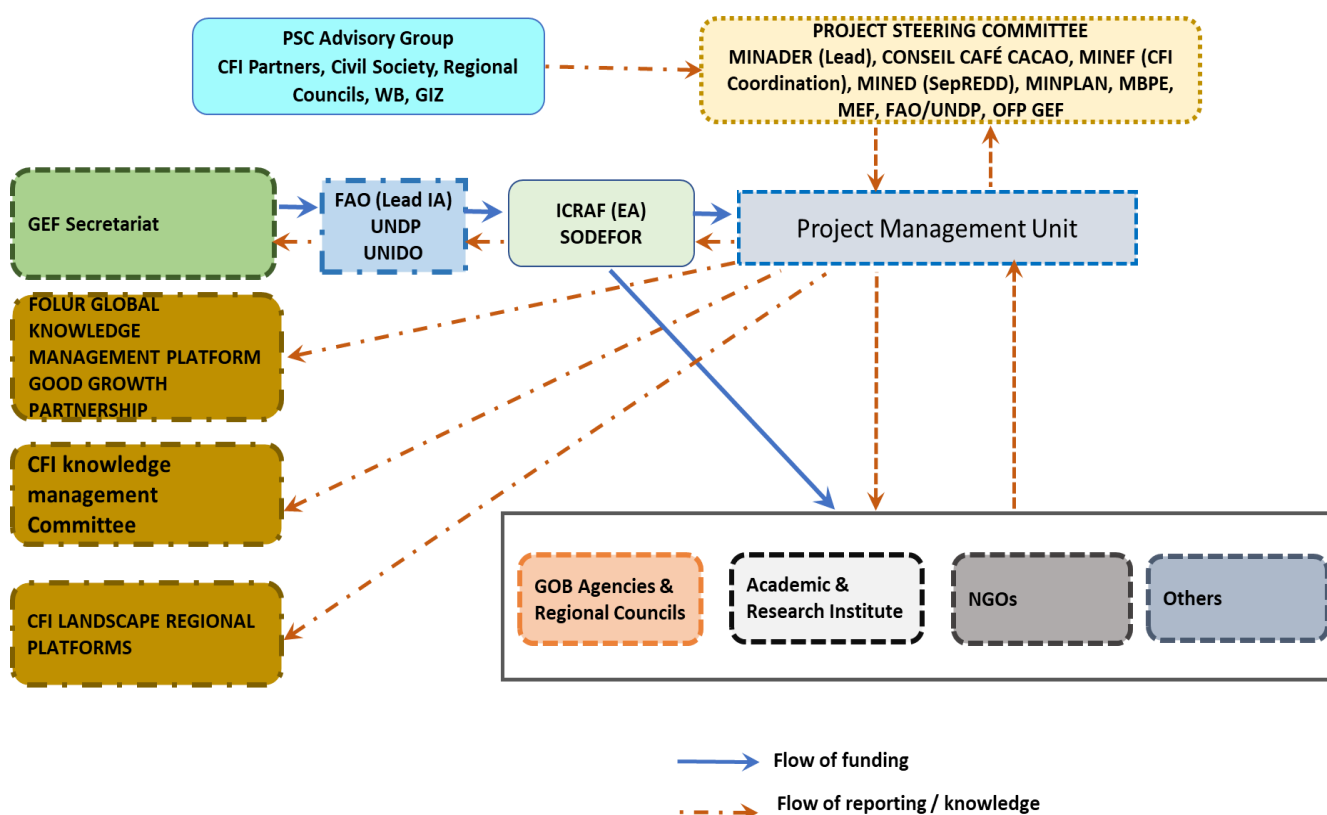 PSC Advisory Group
CFI Partners, Civil Society, Regional
Councils, WB, GIZ
PROJECT STEERING COMMITTEE
MINADER (Lead), CONSEIL CAFÉ CACAO, MINEF (CFI
Coordination), MINED (SepREDD), MINPLAN, MBPE,
MEF, FAO/UNDP, OFP GEF
GEF Secretariat
FAO (Lead IA)
UNDP
UNIDO
ICRAF (EA)
SODEFOR
Project Management Unit
FOLUR GLOBAL
KNOWLEDGE
MANAGEMENT PLATFORM
GOOD GROWTH
PARTNERSHIP
CFI knowledge
management
Committee
CFI LANDSCAPE REGIONAL
PLATFORMS
GOB Agencies &
Regional Councils
Academic &
Research Institute
NGOs
Others
Flow of funding
Flow of reporting / knowledge